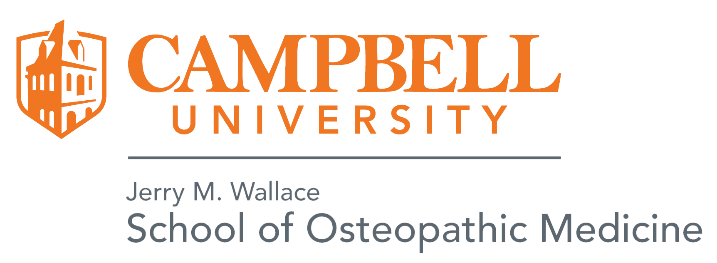 CAMPBELL
UNIVERSITY
Jerry M. Wallace
School of Osteopathic Medicine